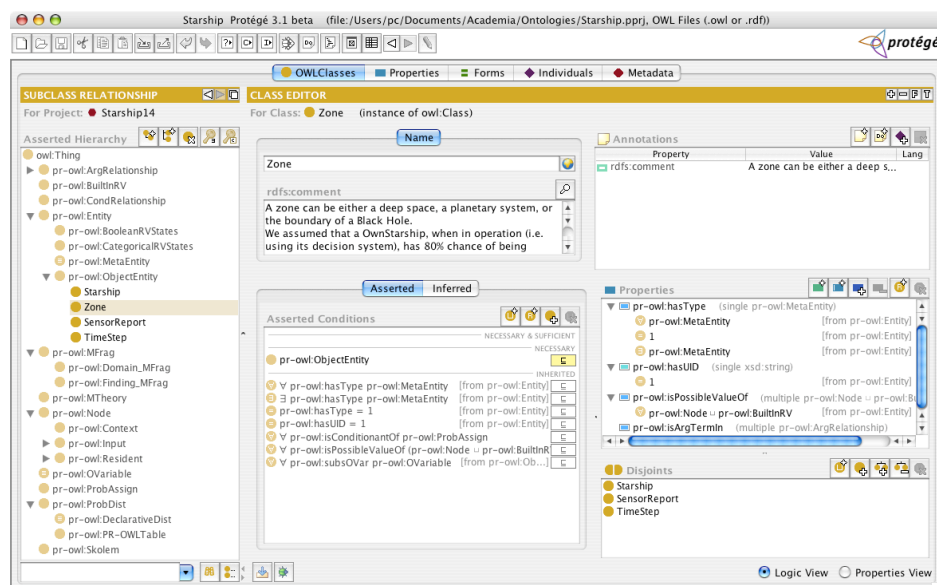 Starship Protégé 3.1 beta (file:/Users/pc/Documents/Academia/Ontologies/Starship.pprj, OWL Files (.owl or .rdf))
protégé
OWLClasses Properties Forms Individuals Metadata
SUBCLASS RELATIONSHIP
For Project: Starship14
Asserted Hierarchy
owl:Thing
pr-owl:ArgRelationship
pr-owl:BuiltInRV
pr-owl:CondRelationship
pr-owl:Entity
pr-owl:BooleanRVStates
pr-owl:CategoricalRVStates
pr-owl:MetaEntity
pr-owl:ObjectEntity
Starship
Zone
SensorReport
TimeStep
pr-owl:MFrag
pr-owl:Domain_MFrag
pr-owl:Finding_MFrag
pr-owl:MTheory
pr-owl:Node
pr-owl:Context
pr-owl:Input
pr-owl:Resident
pr-owl:OVariable
pr-owl:ProbAssign
pr-owl:ProbDist
pr-owl:DeclarativeDist
pr-owl:PR-OWLTable
pr-owl:Skolem
CLASS EDITOR
For Class: Zone (instance of owl:Class)
Name
Zone
rdfs:comment
A zone can be either a deep space, a planetary system, or
the boundary of a Black Hole.
We assumed that a OwnStarship, when in operation (i.e.
using its decision system), has 80% chance of being
Asserted Inferred
Asserted Conditions
NECESSARY & SUFFICIENT
NECESSARY
pr-owl:ObjectEntity ⊑
INHERITED
∀ pr-owl:hasType pr-owl:MetaEntity [from pr-owl:Entity] ⊑
∃ pr-owl:hasType pr-owl:MetaEntity [from pr-owl:Entity] ⊑
pr-owl:hasType = 1 [from pr-owl:Entity] ⊑
pr-owl:hasUID = 1 [from pr-owl:Entity] ⊑
∀ pr-owl:isConditionantOf pr-owl:ProbAssign ⊑
∀ pr-owl:isPossibleValueOf (pr-owl:Node ⊔ pr-owl:BuiltInR ⊑
∀ pr-owl:subsOVar pr-owl:OVariable [from pr-owl:Ob...] ⊑
Annotations
Property Value Lang
rdfs:comment A zone can be either a deep s...
Properties
pr-owl:hasType (single pr-owl:MetaEntity)
pr-owl:MetaEntity [from pr-owl:Entity]
1 [from pr-owl:Entity]
pr-owl:MetaEntity [from pr-owl:Entity]
pr-owl:hasUID (single xsd:string)
1 [from pr-owl:Entity]
pr-owl:isPossibleValueOf (multiple pr-owl:Node ⊔ pr-owl:Bu
pr-owl:Node ⊔ pr-owl:BuiltInRV [from pr-owl:Entity]
pr-owl:isArgTermIn (multiple pr-owl:ArgRelationship)
Disjoints
Starship
SensorReport
TimeStep
Logic View Properties View